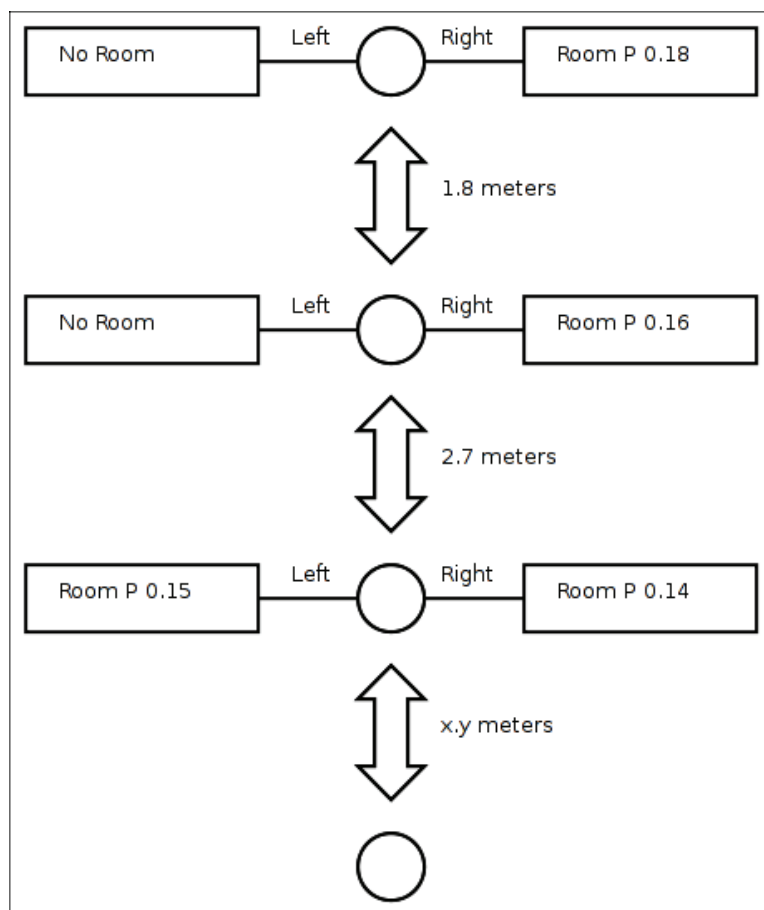 No Room
Left
Right
Room P 0.18
1.8 meters
No Room
Left
Right
Room P 0.16
2.7 meters
Room P 0.15
Left
Right
Room P 0.14
x.y meters